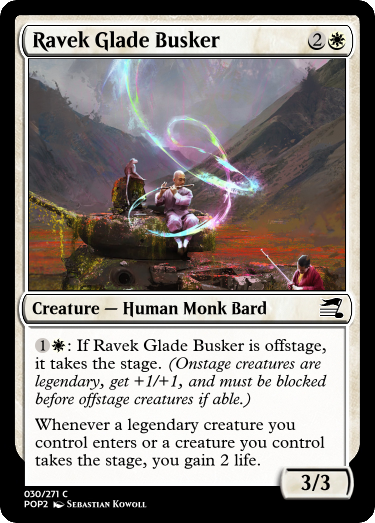 Ravek Glade Busker 2
Creature — Human Monk Bard
1: If Ravek Glade Busker is offstage,
it takes the stage. (Onstage creatures are
legendary, get +1/+1, and must be blocked
before offstage creatures if able.)
Whenever a legendary creature you
control enters or a creature you control
takes the stage, you gain 2 life.
3/3
030/271 C
POP2 Sebastian Kowoll